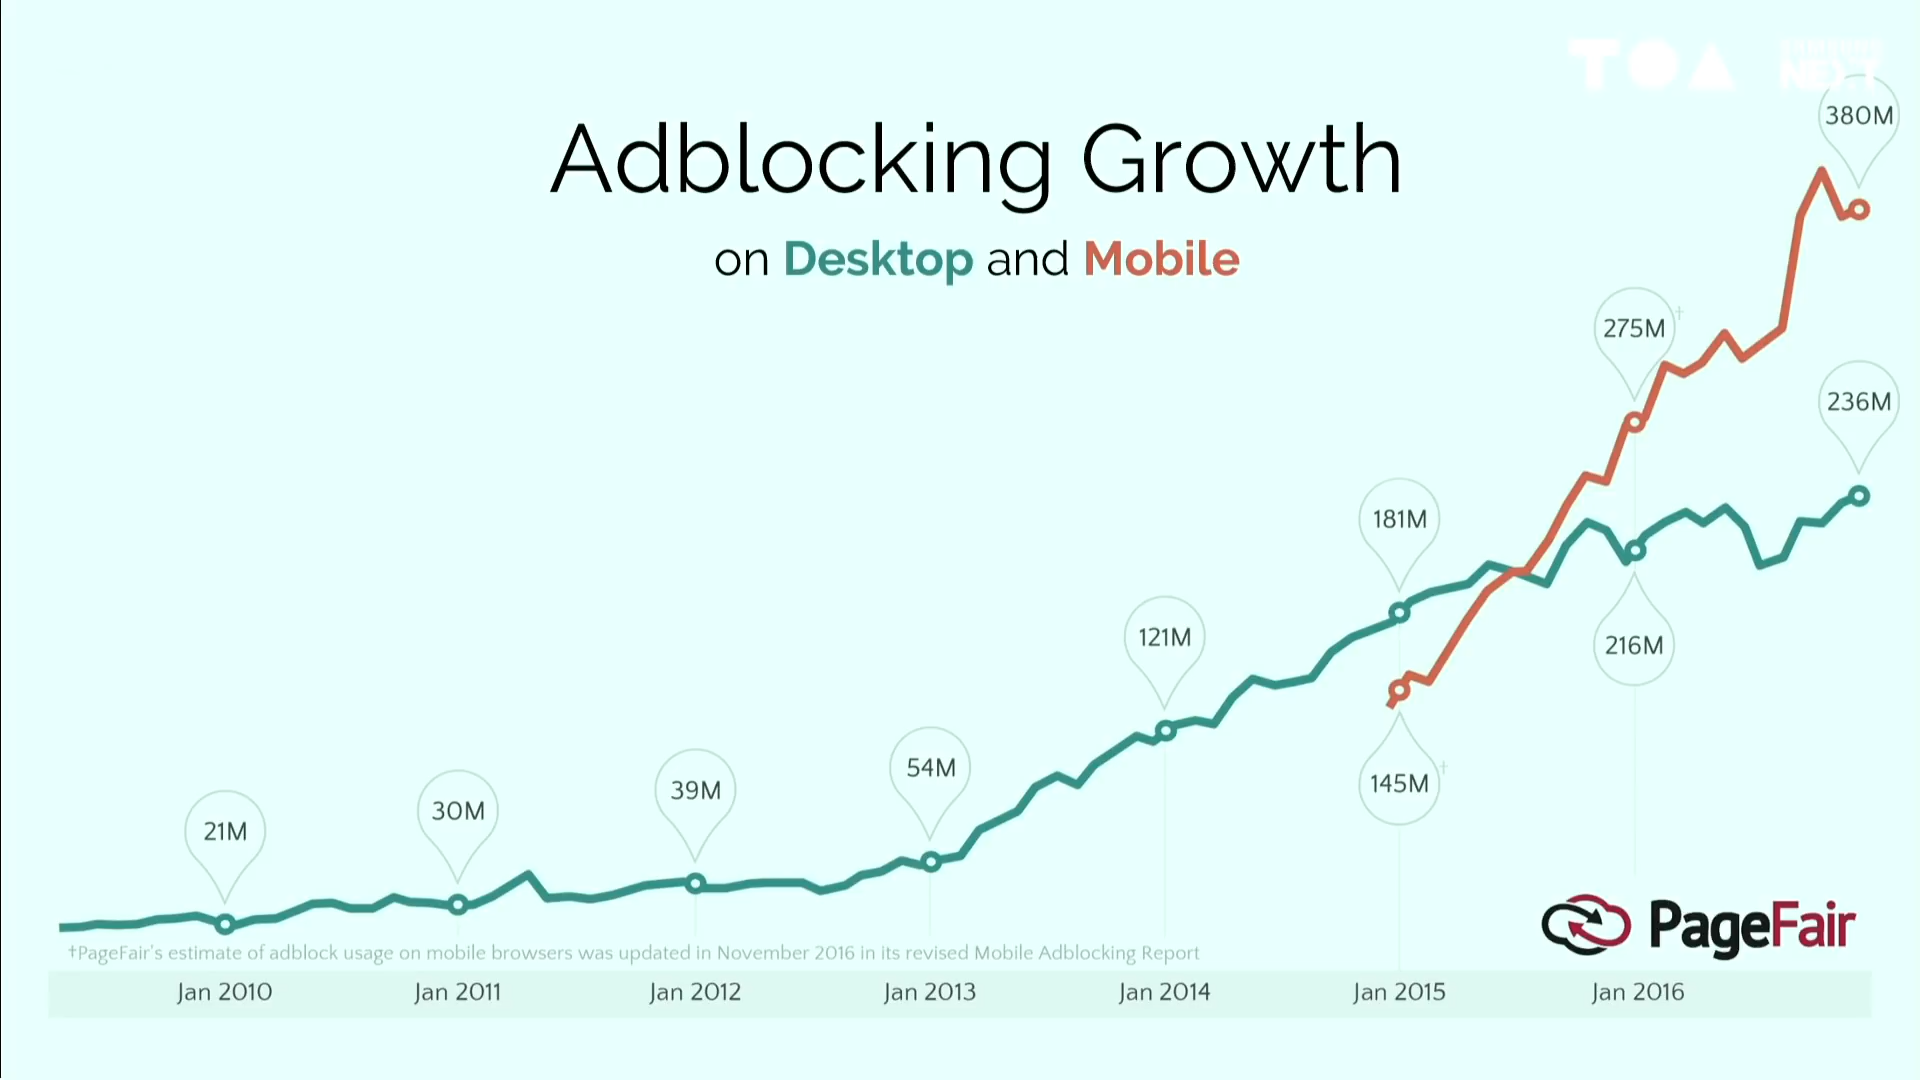 TOA
NEXT
380M
Adblocking Growth
on Desktop and Mobile
275M†
236M
181M
121M
216M
54M
145M†
39M
30M
21M
PageFair
†PageFair's estimate of adblock usage on mobile browsers was updated in November 2016 in its revised Mobile Adblocking Report
Jan 2010 Jan 2011 Jan 2012 Jan 2013 Jan 2014 Jan 2015 Jan 2016